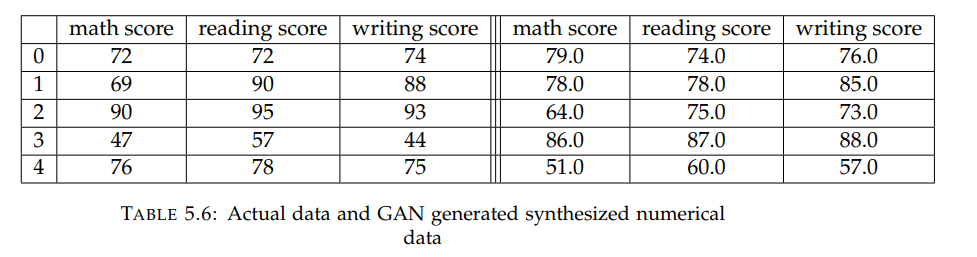 math score reading score writing score math score reading score writing score
0 72 72 74 79.0 74.0 76.0
1 69 90 88 78.0 78.0 85.0
2 90 95 93 64.0 75.0 73.0
3 47 57 44 86.0 87.0 88.0
4 76 78 75 51.0 60.0 57.0
TABLE 5.6: Actual data and GAN generated synthesized numerical
data